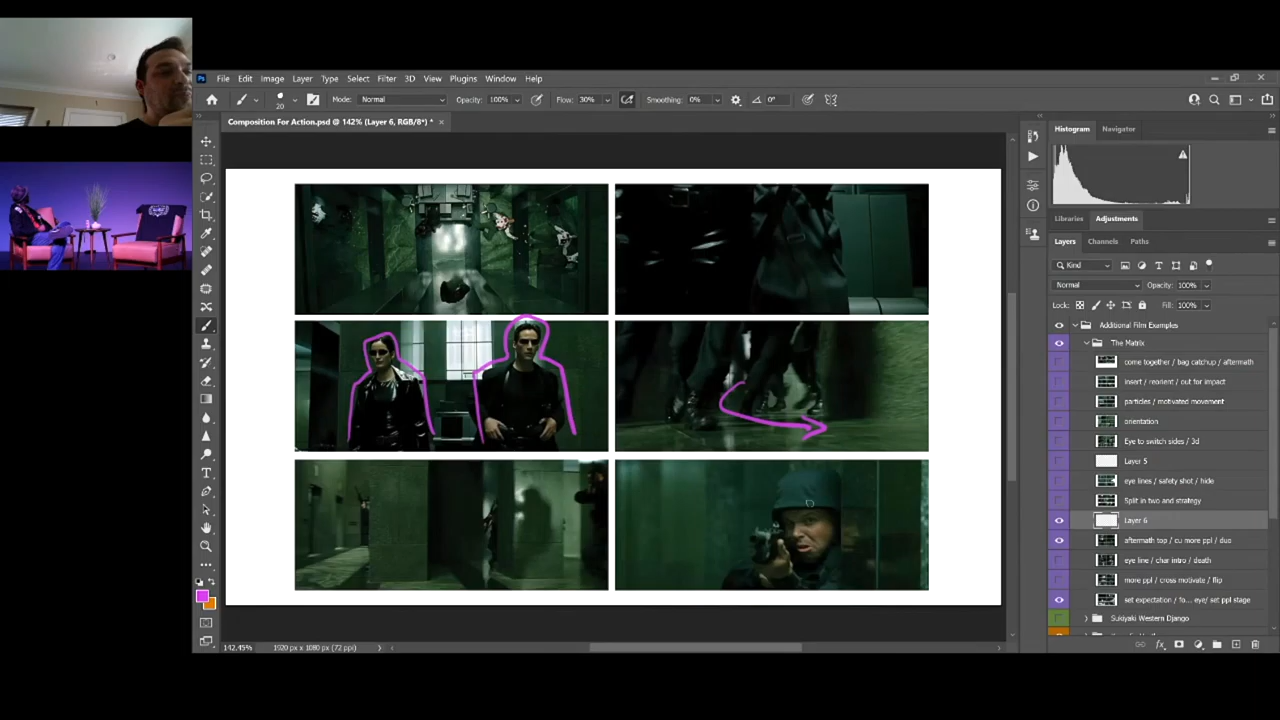 Ps File Edit Image Layer Type Select Filter 3D View Plugins Window Help
20 Mode: Normal Opacity: 100% Flow: 30% Smoothing: 0% 0°
Composition For Action.psd @ 142% (Layer 6, RGB/8*) *
Histogram Navigator
Libraries Adjustments
Layers Channels Paths
Kind
Normal Opacity: 100%
Lock: Fill: 100%
Additional Film Examples
The Matrix
come together / bag catchup / aftermath
insert / reorient / out for impact
particles / motivated movement
orientation
Eye to switch sides / 3d
Layer 5
eye lines / safety shot / hide
Split in two and strategy
Layer 6
aftermath top / cu more ppl / duo
eye line / char intro / death
more ppl / cross motivate / flip
set expectation / fo... eye/ set ppl stage
Sukiyaki Western Django
142.45% 1920 px x 1080 px (72 ppi)